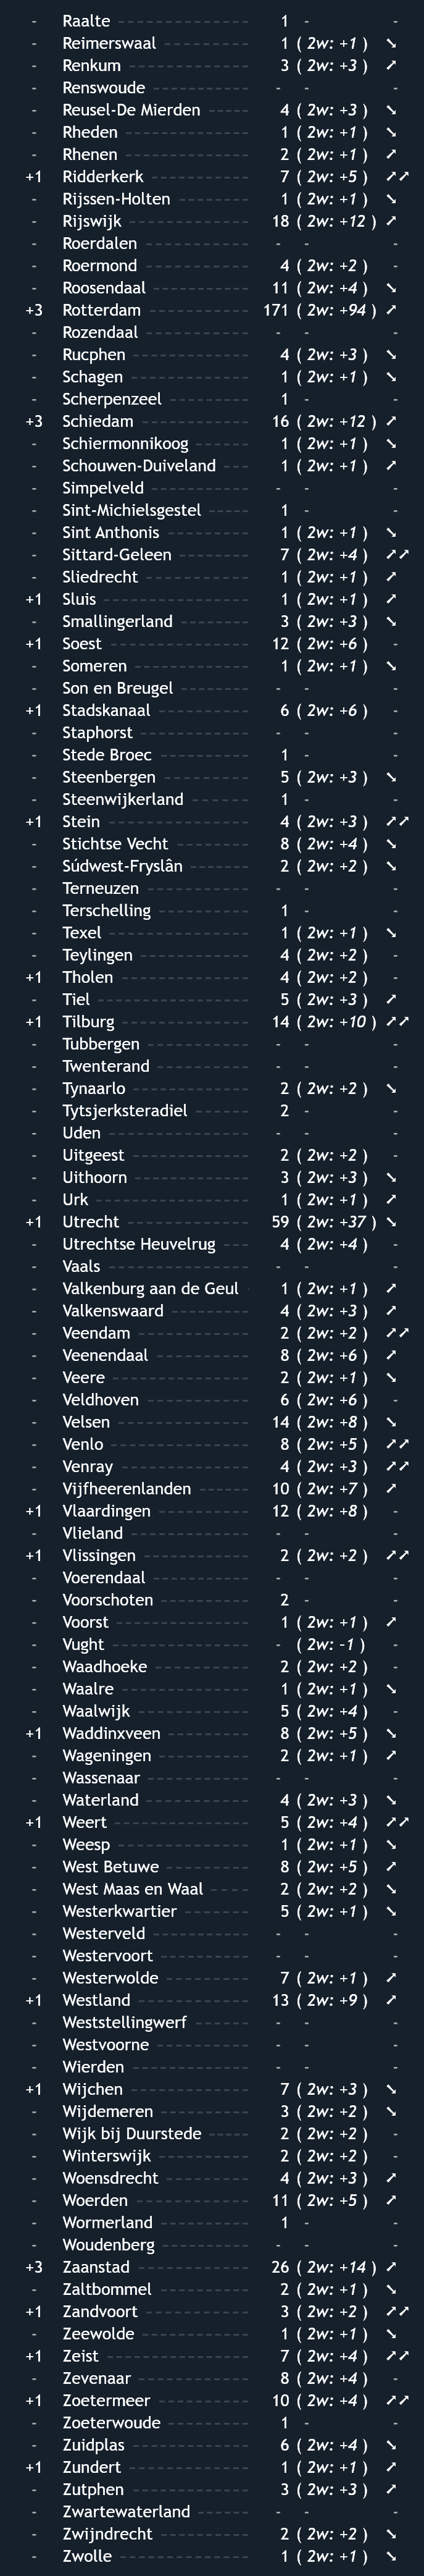 - Raalte 1 - -
- Reimerswaal 1 ( 2w: +1 ) ➘
- Renkum 3 ( 2w: +3 ) ➚
- Renswoude - - -
- Reusel-De Mierden 4 ( 2w: +3 ) ➘
- Rheden 1 ( 2w: +1 ) ➘
- Rhenen 2 ( 2w: +1 ) ➚
+1 Ridderkerk 7 ( 2w: +5 ) ➚➚
- Rijssen-Holten 1 ( 2w: +1 ) ➘
- Rijswijk 18 ( 2w: +12 ) ➚
- Roerdalen - - -
- Roermond 4 ( 2w: +2 ) -
- Roosendaal 11 ( 2w: +4 ) ➘
+3 Rotterdam 171 ( 2w: +94 ) ➚
- Rozendaal - - -
- Rucphen 4 ( 2w: +3 ) ➘
- Schagen 1 ( 2w: +1 ) ➘
- Scherpenzeel 1 - -
+3 Schiedam 16 ( 2w: +12 ) ➚
- Schiermonnikoog 1 ( 2w: +1 ) ➘
- Schouwen-Duiveland 1 ( 2w: +1 ) ➚
- Simpelveld - - -
- Sint-Michielsgestel 1 - -
- Sint Anthonis 1 ( 2w: +1 ) ➘
- Sittard-Geleen 7 ( 2w: +4 ) ➚➚
- Sliedrecht 1 ( 2w: +1 ) ➚
+1 Sluis 1 ( 2w: +1 ) ➚
- Smallingerland 3 ( 2w: +3 ) ➘
+1 Soest 12 ( 2w: +6 ) -
- Someren 1 ( 2w: +1 ) ➘
- Son en Breugel - - -
+1 Stadskanaal 6 ( 2w: +6 ) -
- Staphorst - - -
- Stede Broec 1 - -
- Steenbergen 5 ( 2w: +3 ) ➘
- Steenwijkerland 1 - -
+1 Stein 4 ( 2w: +3 ) ➚➚
- Stichtse Vecht 8 ( 2w: +4 ) ➘
- Súdwest-Fryslân 2 ( 2w: +2 ) ➘
- Terneuzen - - -
- Terschelling 1 - -
- Texel 1 ( 2w: +1 ) ➘
- Teylingen 4 ( 2w: +2 ) -
+1 Tholen 4 ( 2w: +2 ) -
- Tiel 5 ( 2w: +3 ) ➚
+1 Tilburg 14 ( 2w: +10 ) ➚➚
- Tubbergen - - -
- Twenterand - - -
- Tynaarlo 2 ( 2w: +2 ) ➘
- Tytsjerksteradiel 2 - -
- Uden - - -
- Uitgeest 2 ( 2w: +2 ) -
- Uithoorn 3 ( 2w: +3 ) ➘
- Urk 1 ( 2w: +1 ) ➚
+1 Utrecht 59 ( 2w: +37 ) ➘
- Utrechtse Heuvelrug 4 ( 2w: +4 ) -
- Vaals - - -
- Valkenburg aan de Geul 1 ( 2w: +1 ) ➚
- Valkenswaard 4 ( 2w: +3 ) ➚
- Veendam 2 ( 2w: +2 ) ➚➚
- Veenendaal 8 ( 2w: +6 ) ➚
- Veere 2 ( 2w: +1 ) ➘
- Veldhoven 6 ( 2w: +6 ) -
- Velsen 14 ( 2w: +8 ) ➘
- Venlo 8 ( 2w: +5 ) ➚➚
- Venray 4 ( 2w: +3 ) ➚➚
- Vijfheerenlanden 10 ( 2w: +7 ) ➚
+1 Vlaardingen 12 ( 2w: +8 ) -
- Vlieland - - -
+1 Vlissingen 2 ( 2w: +2 ) ➚➚
- Voerendaal - - -
- Voorschoten 2 - -
- Voorst 1 ( 2w: +1 ) ➚
- Vught - ( 2w: -1 ) -
- Waadhoeke 2 ( 2w: +2 ) -
- Waalre 1 ( 2w: +1 ) ➘
- Waalwijk 5 ( 2w: +4 ) -
+1 Waddinxveen 8 ( 2w: +5 ) ➘
- Wageningen 2 ( 2w: +1 ) ➚
- Wassenaar - - -
- Waterland 4 ( 2w: +3 ) ➘
+1 Weert 5 ( 2w: +4 ) ➚➚
- Weesp 1 ( 2w: +1 ) ➘
- West Betuwe 8 ( 2w: +5 ) ➚
- West Maas en Waal 2 ( 2w: +2 ) ➘
- Westerkwartier 5 ( 2w: +1 ) ➘
- Westerveld - - -
- Westervoort - - -
- Westerwolde 7 ( 2w: +1 ) ➚
+1 Westland 13 ( 2w: +9 ) ➚
- Weststellingwerf - - -
- Westvoorne - - -
- Wierden - - -
+1 Wijchen 7 ( 2w: +3 ) ➘
- Wijdemeren 3 ( 2w: +2 ) ➘
- Wijk bij Duurstede 2 ( 2w: +2 ) -
- Winterswijk 2 ( 2w: +2 ) -
- Woensdrecht 4 ( 2w: +3 ) ➚
- Woerden 11 ( 2w: +5 ) ➚
- Wormerland 1 - -
- Woudenberg - - -
+3 Zaanstad 26 ( 2w: +14 ) ➚
- Zaltbommel 2 ( 2w: +1 ) ➘
+1 Zandvoort 3 ( 2w: +2 ) ➚➚
- Zeewolde 1 ( 2w: +1 ) ➘
+1 Zeist 7 ( 2w: +4 ) ➚➚
- Zevenaar 8 ( 2w: +4 ) -
+1 Zoetermeer 10 ( 2w: +4 ) ➚➚
- Zoeterwoude 1 - -
- Zuidplas 6 ( 2w: +4 ) ➘
+1 Zundert 1 ( 2w: +1 ) ➚
- Zutphen 3 ( 2w: +3 ) ➚
- Zwartewaterland - - -
- Zwijndrecht 2 ( 2w: +2 ) ➘
- Zwolle 1 ( 2w: +1 ) ➘